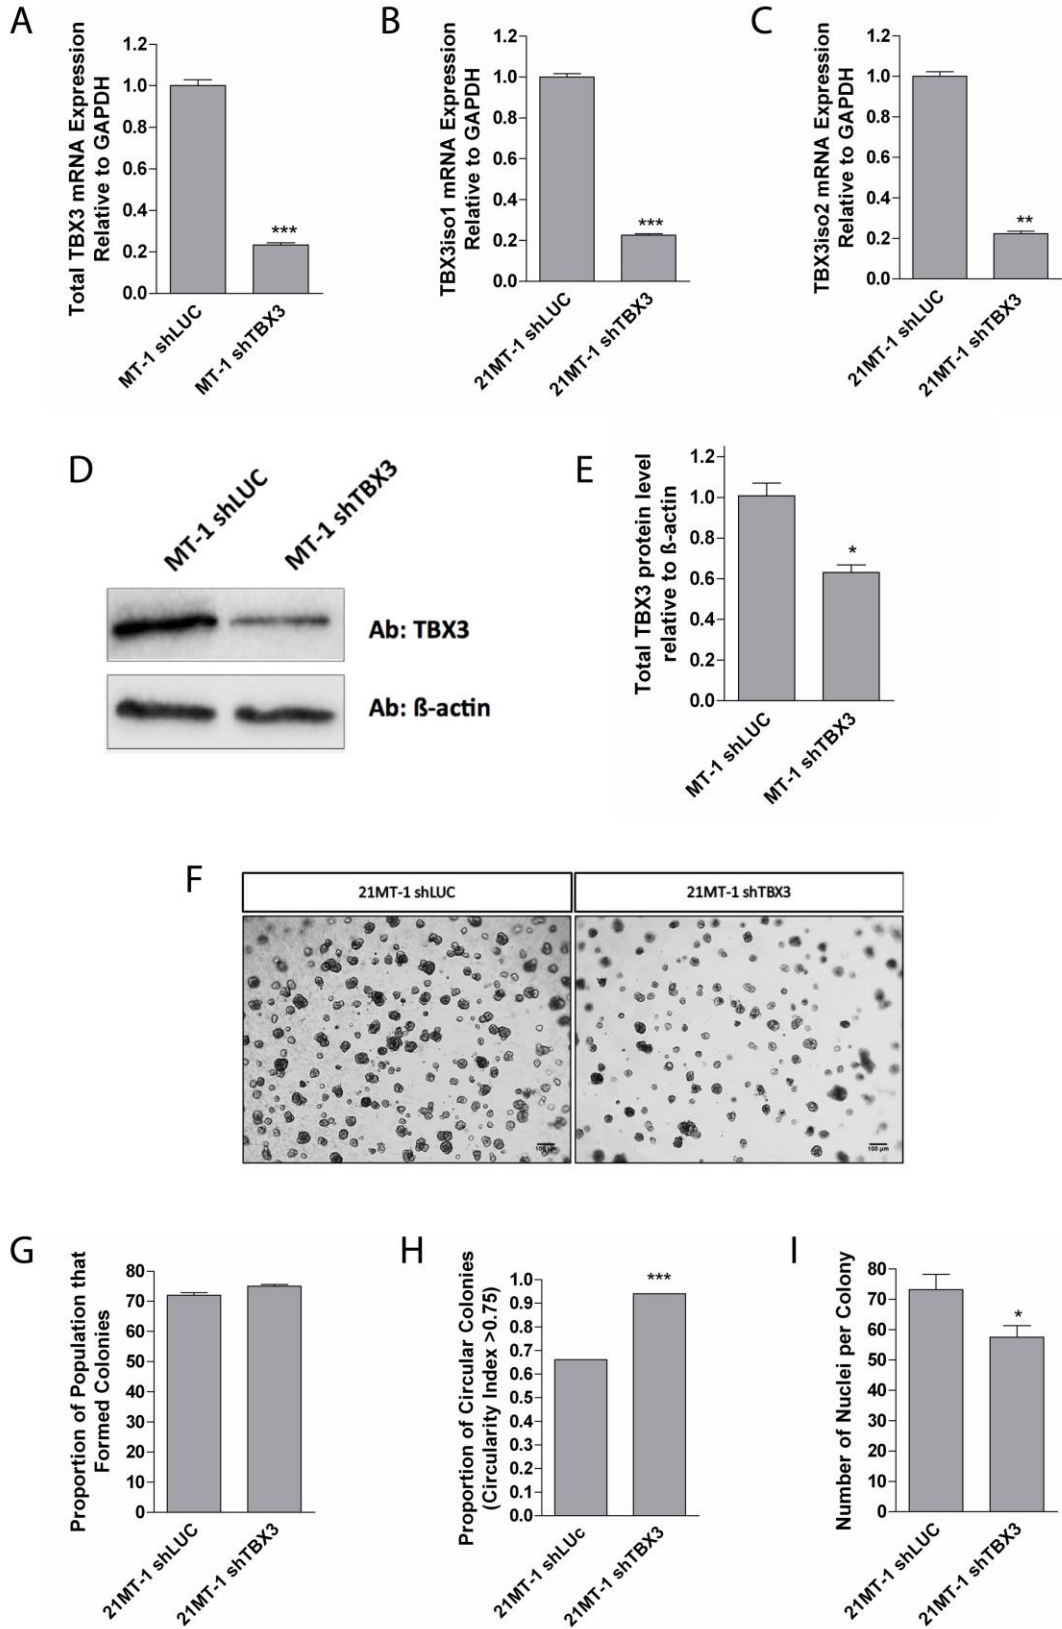 A
Total TBX3 mRNA Expression
Relative to GAPDH
1.2
1.0
0.8
0.6
0.4
0.2
0.0
***
MT-1 shLUC
MT-1 shTBX3
B
TBX3iso1 mRNA Expression
Relative to GAPDH
1.2
1.0
0.8
0.6
0.4
0.2
0.0
***
21MT-1 shLUC
21MT-1 shTBX3
C
TBX3iso2 mRNA Expression
Relative to GAPDH
1.2
1.0
0.8
0.6
0.4
0.2
0.0
**
21MT-1 shLUC
21MT-1 shTBX3
D
MT-1 shLUC
MT-1 shTBX3
Ab: TBX3
Ab: ß-actin
E
Total TBX3 protein level
relative to ß-actin
1.2
1.0
0.8
0.6
0.4
0.2
0.0
*
MT-1 shLUC
MT-1 shTBX3
F
21MT-1 shLUC
21MT-1 shTBX3
100 µm
100 µm
G
Proportion of Population that
Formed Colonies
80
70
60
50
40
30
20
10
0
21MT-1 shLUC
21MT-1 shTBX3
H
Proportion of Circular Colonies
(Circularity Index >0.75)
1.0
0.9
0.8
0.7
0.6
0.5
0.4
0.3
0.2
0.1
0.0
***
21MT-1 shLUc
21MT-1 shTBX3
I
Number of Nuclei per Colony
80
70
60
50
40
30
20
10
0
*
21MT-1 shLUC
21MT-1 shTBX3